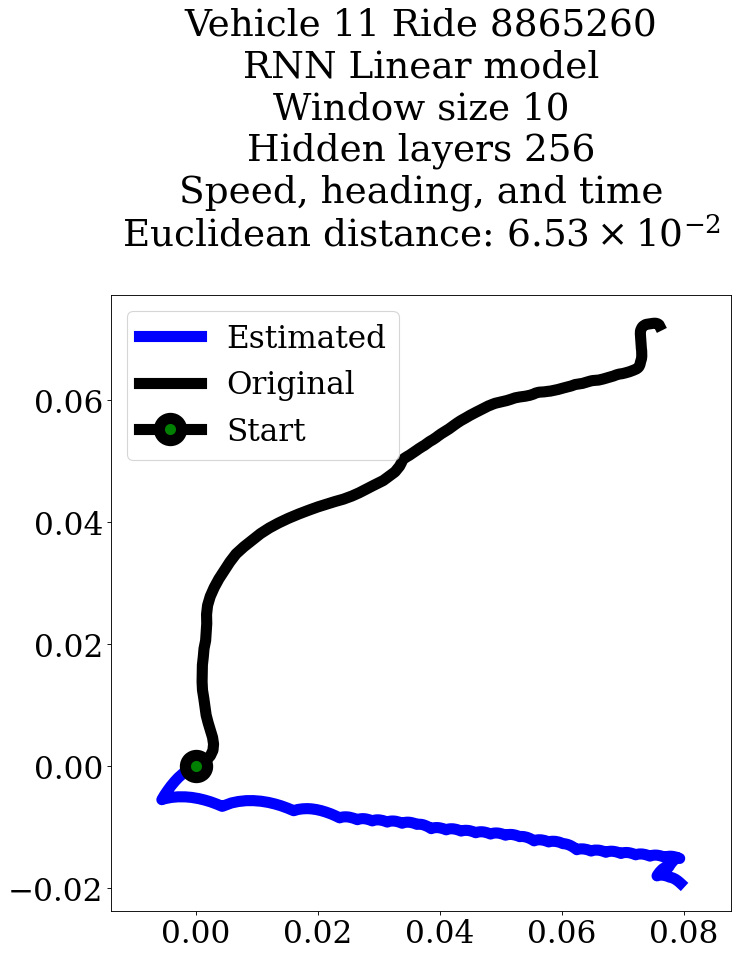 Vehicle 11 Ride 8865260
RNN Linear model
Window size 10
Hidden layers 256
Speed, heading, and time
Euclidean distance: 6.53 × 10⁻²
Estimated
Original
Start
0.06
0.04
0.02
0.00
−0.02
0.00 0.02 0.04 0.06 0.08